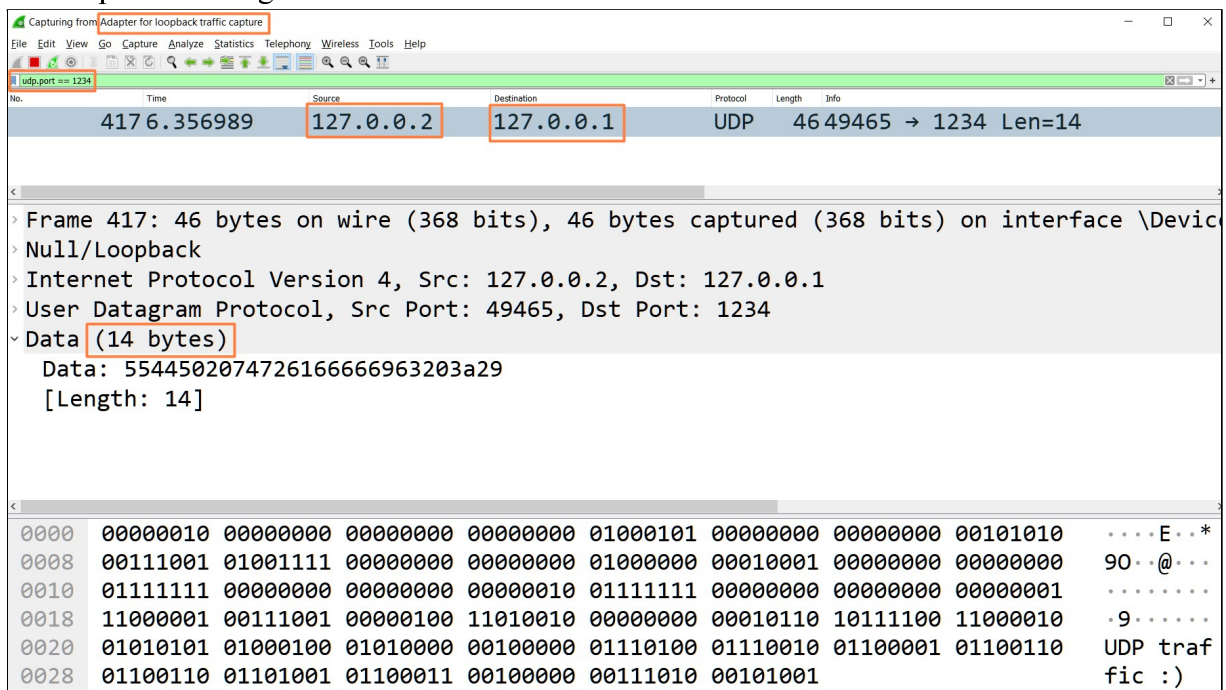 Capturing from Adapter for loopback traffic capture
File Edit View Go Capture Analyze Statistics Telephony Wireless Tools Help
udp.port == 1234
No. Time Source Destination Protocol Length Info
417 6.356989 127.0.0.2 127.0.0.1 UDP 46 49465 → 1234 Len=14
Frame 417: 46 bytes on wire (368 bits), 46 bytes captured (368 bits) on interface \Devic
Null/Loopback
Internet Protocol Version 4, Src: 127.0.0.2, Dst: 127.0.0.1
User Datagram Protocol, Src Port: 49465, Dst Port: 1234
Data (14 bytes)
Data: 554450207472616666963203a29
[Length: 14]
0000 00000010 00000000 00000000 00000000 01000101 00000000 00000000 00101010 ····E··*
0008 00111001 01001111 00000000 00000000 01000000 00010001 00000000 00000000 9O··@···
0010 01111111 00000000 00000000 00000010 01111111 00000000 00000000 00000001 ········
0018 11000001 00111001 00000100 11010010 00000000 00010110 10111100 11000010 ·9······
0020 01010101 01000100 01010000 00100000 01110100 01110010 01100001 01100110 UDP traf
0028 01100110 01101001 01100011 00100000 00111010 00101001 fic :)